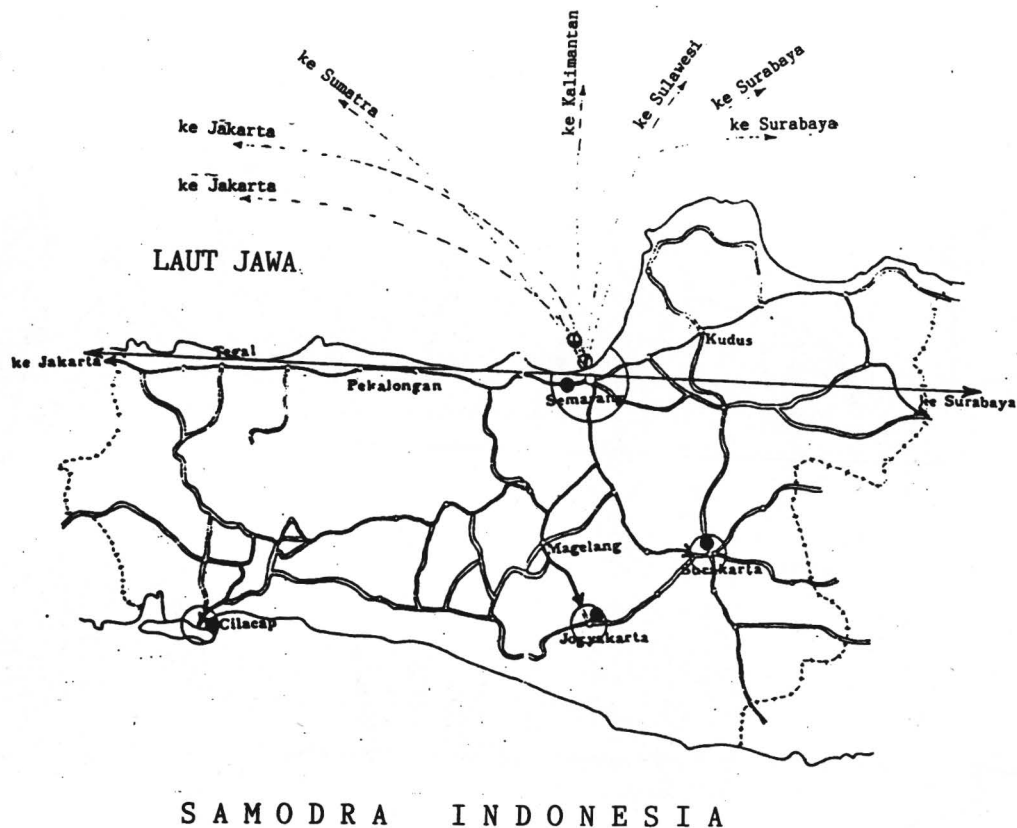 ke Sumatra
ke Kalimantan
ke Sulawesi
ke Surabaya
ke Jakarta
ke Surabaya
ke Jakarta
LAUT JAWA
Kudus
Tegal
ke Jakarta
Pekalongan
Semarang
ke Surabaya
Magelang
Surakarta
Cilacap
Jogyakarta
SAMODRA INDONESIA